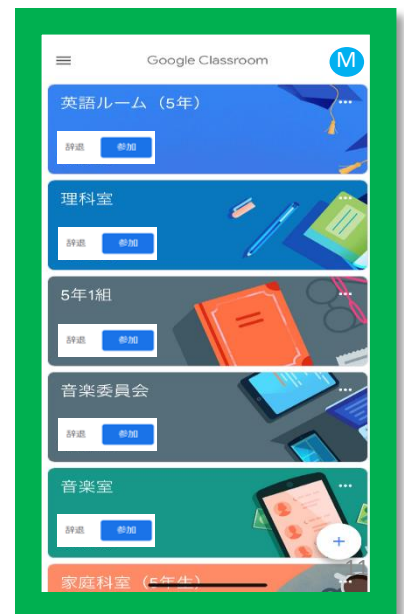 Google Classroom
M
英語ルーム（5年）
辞退 参加
理科室
辞退 参加
5年1組
辞退 参加
音楽委員会
辞退 参加
音楽室
辞退 参加
11
家庭科室（5年生）